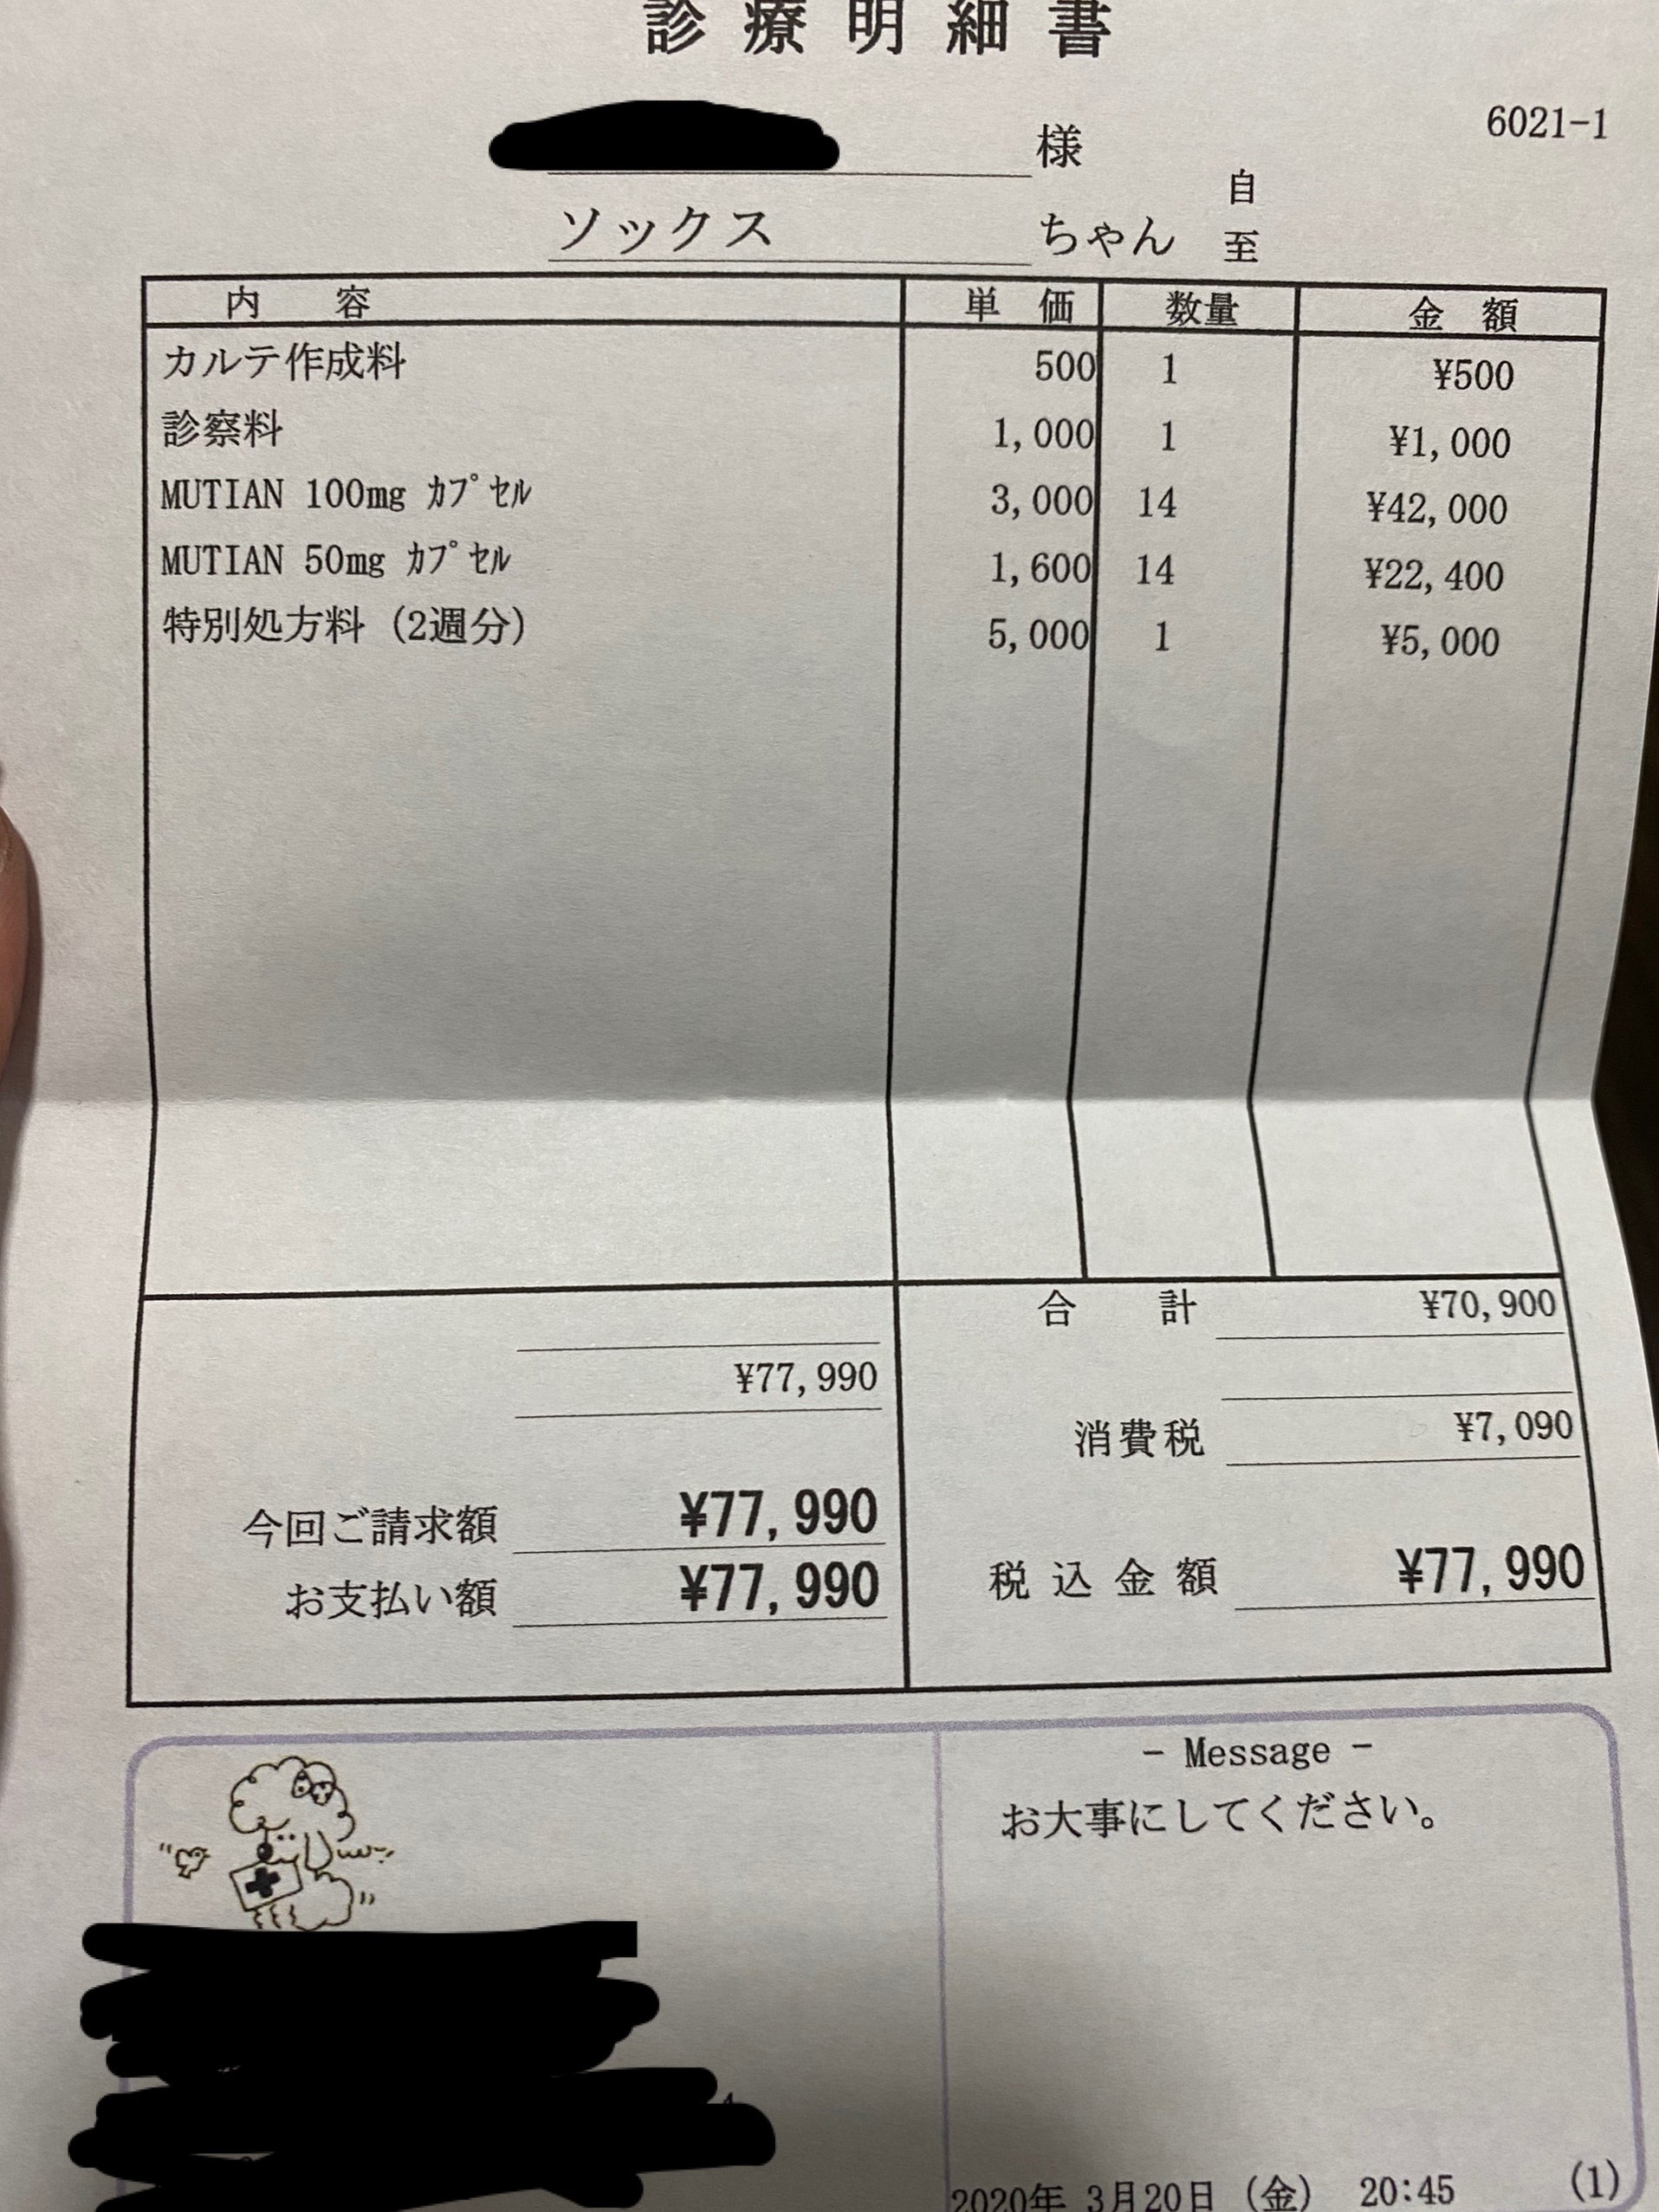 診療明細書
6021-1
様
自
ソックス ちゃん 至
内 容 単 価 数量 金 額
カルテ作成料 500 1 ¥500
診察料 1,000 1 ¥1,000
MUTIAN 100mg ｶﾌﾟｾﾙ 3,000 14 ¥42,000
MUTIAN 50mg ｶﾌﾟｾﾙ 1,600 14 ¥22,400
特別処方料 (2週分) 5,000 1 ¥5,000
合 計 ¥70,900
¥77,990
消費税 ¥7,090
今回ご請求額 ¥77,990
税込金額 ¥77,990
お支払い額 ¥77,990
- Message -
お大事にしてください。
2020年 3月20日 (金) 20:45 (1)